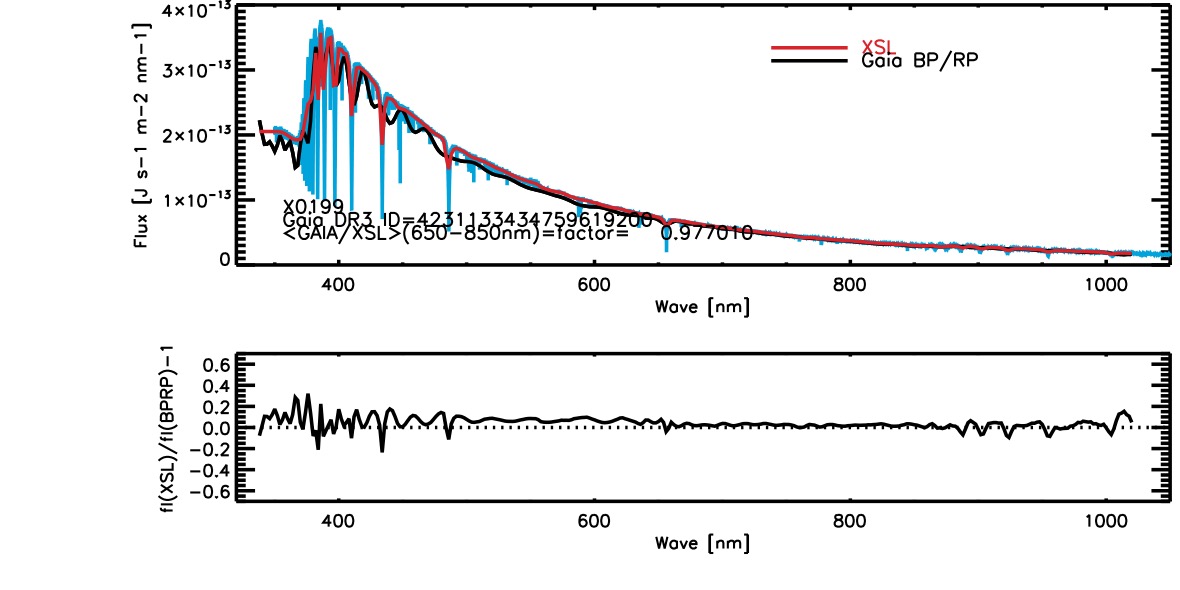 4×10−13
3×10−13
2×10−13
1×10−13
0
Flux [J s−1 m−2 nm−1]
XSL
Gaia BP/RP
X0199
Gaia DR3 ID=4231133434759619200
<GAIA/XSL>(650−850nm)=factor= 0.977010
400 600 800 1000
Wave [nm]
0.6
0.4
0.2
0.0
−0.2
−0.4
−0.6
fl(XSL)/fl(BPRP)−1
400 600 800 1000
Wave [nm]